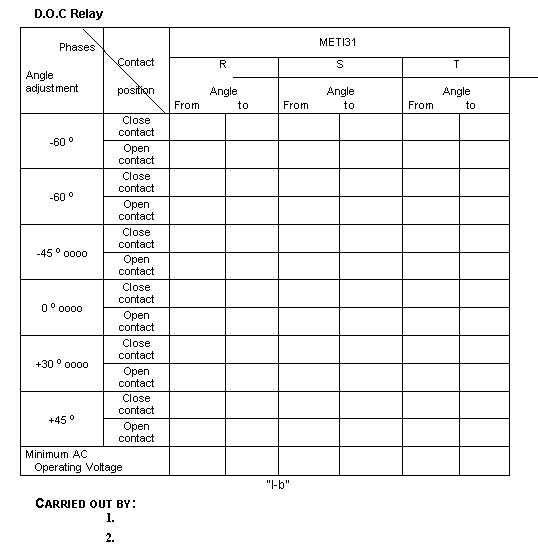 D.O.C Relay
Phases Contact METI31
R S T
Angle adjustment position Angle Angle Angle
From to From to From to
-60 º Close contact
Open contact
-60 º Close contact
Open contact
-45 º oooo Close contact
Open contact
0 º oooo Close contact
Open contact
+30 º oooo Close contact
Open contact
+45 º Close contact
Open contact
Minimum AC
Operating Voltage
"I-b"
CARRIED OUT BY:
1.
2.